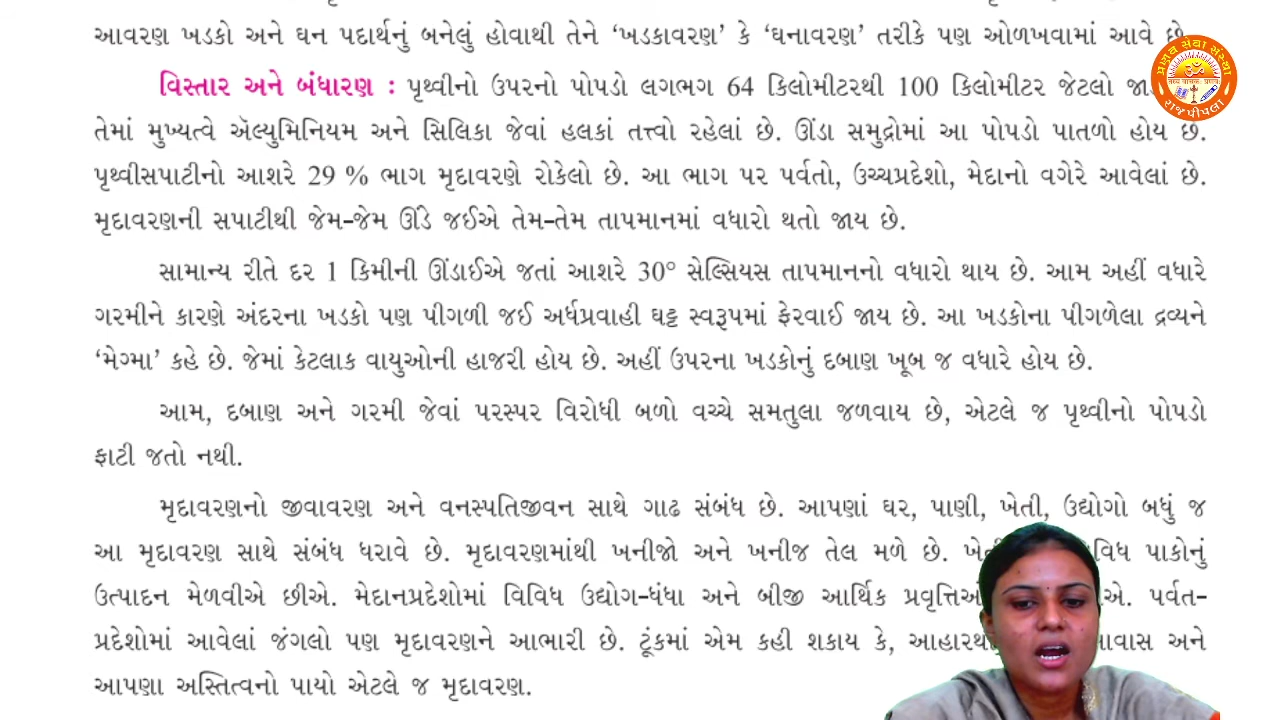 આવરણ ખડકો અને ઘન પદાર્થનું બનેલું હોવાથી તેને ‘ખડકાવરણ’ કે ‘ઘનાવરણ’ તરીકે પણ ઓળખવામાં આવે છે.
વિસ્તાર અને બંધારણ : પૃથ્વીનો ઉપરનો પોપડો લગભગ 64 કિલોમીટરથી 100 કિલોમીટર જેટલો
તેમાં મુખ્યત્વે ઍલ્યુમિનિયમ અને સિલિકા જેવાં હલકાં તત્ત્વો રહેલાં છે. ઊંડા સમુદ્રોમાં આ પોપડો પાતળો હોય છે.
પૃથ્વીસપાટીનો આશરે 29 % ભાગ મૃદાવરણે રોકેલો છે. આ ભાગ પર પર્વતો, ઉચ્ચપ્રદેશો, મેદાનો વગેરે આવેલાં છે.
મૃદાવરણની સપાટીથી જેમ-જેમ ઊંડે જઈએ તેમ-તેમ તાપમાનમાં વધારો થતો જાય છે.
સામાન્ય રીતે દર 1 કિમીની ઊંડાઈએ જતાં આશરે 30° સેલ્સિયસ તાપમાનનો વધારો થાય છે. આમ અહીં વધારે
ગરમીને કારણે અંદરના ખડકો પણ પીગળી જઈ અર્ધપ્રવાહી ઘટ્ટ સ્વરૂપમાં ફેરવાઈ જાય છે. આ ખડકોના પીગળેલા દ્રવ્યને
‘મેગ્મા’ કહે છે. જેમાં કેટલાક વાયુઓની હાજરી હોય છે. અહીં ઉપરના ખડકોનું દબાણ ખૂબ જ વધારે હોય છે.
આમ, દબાણ અને ગરમી જેવાં પરસ્પર વિરોધી બળો વચ્ચે સમતુલા જળવાય છે, એટલે જ પૃથ્વીનો પોપડો
ફાટી જતો નથી.
મૃદાવરણનો જીવાવરણ અને વનસ્પતિજીવન સાથે ગાઢ સંબંધ છે. આપણાં ઘર, પાણી, ખેતી, ઉદ્યોગો બધું જ
આ મૃદાવરણ સાથે સંબંધ ધરાવે છે. મૃદાવરણમાંથી ખનીજો અને ખનીજ તેલ મળે છે. પાકોનું
ઉત્પાદન મેળવીએ છીએ. મેદાનપ્રદેશોમાં વિવિધ ઉદ્યોગ-ધંધા અને બીજી આર્થિક પર્વત-
પ્રદેશોમાં આવેલાં જંગલો પણ મૃદાવરણને આભારી છે. ટૂંકમાં એમ કહી શકાય કે, અને
આપણા અસ્તિત્વનો પાયો એટલે જ મૃદાવરણ.
પ્રણવ સેવા સંસ્થા
રાજપીપલા